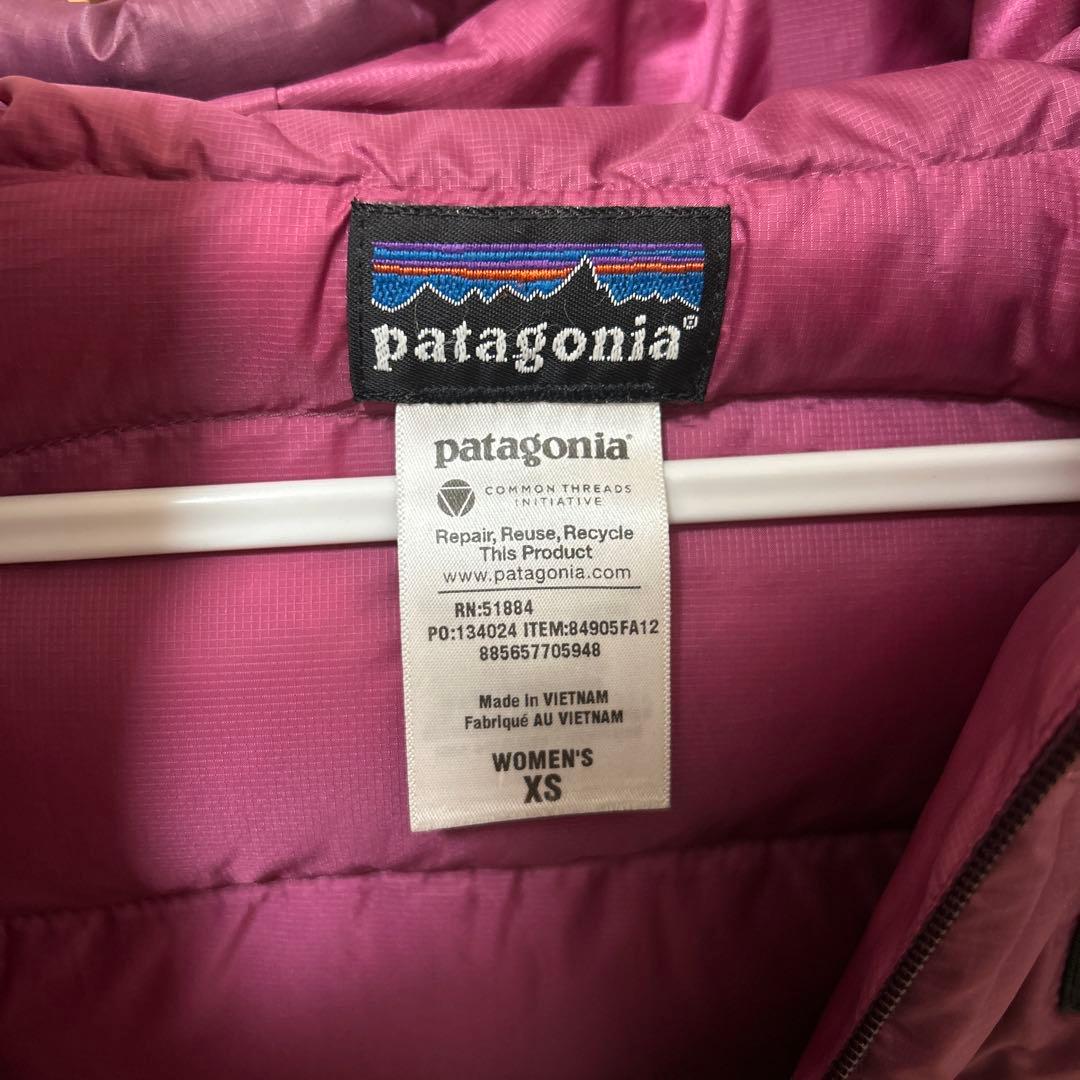 patagonia®
patagonia®
COMMON THREADS
INITIATIVE
Repair, Reuse, Recycle
This Product
www.patagonia.com
RN:51884
PO:134024 ITEM:84905FA12
885657705948
Made in VIETNAM
Fabriqué AU VIETNAM
WOMEN'S
XS